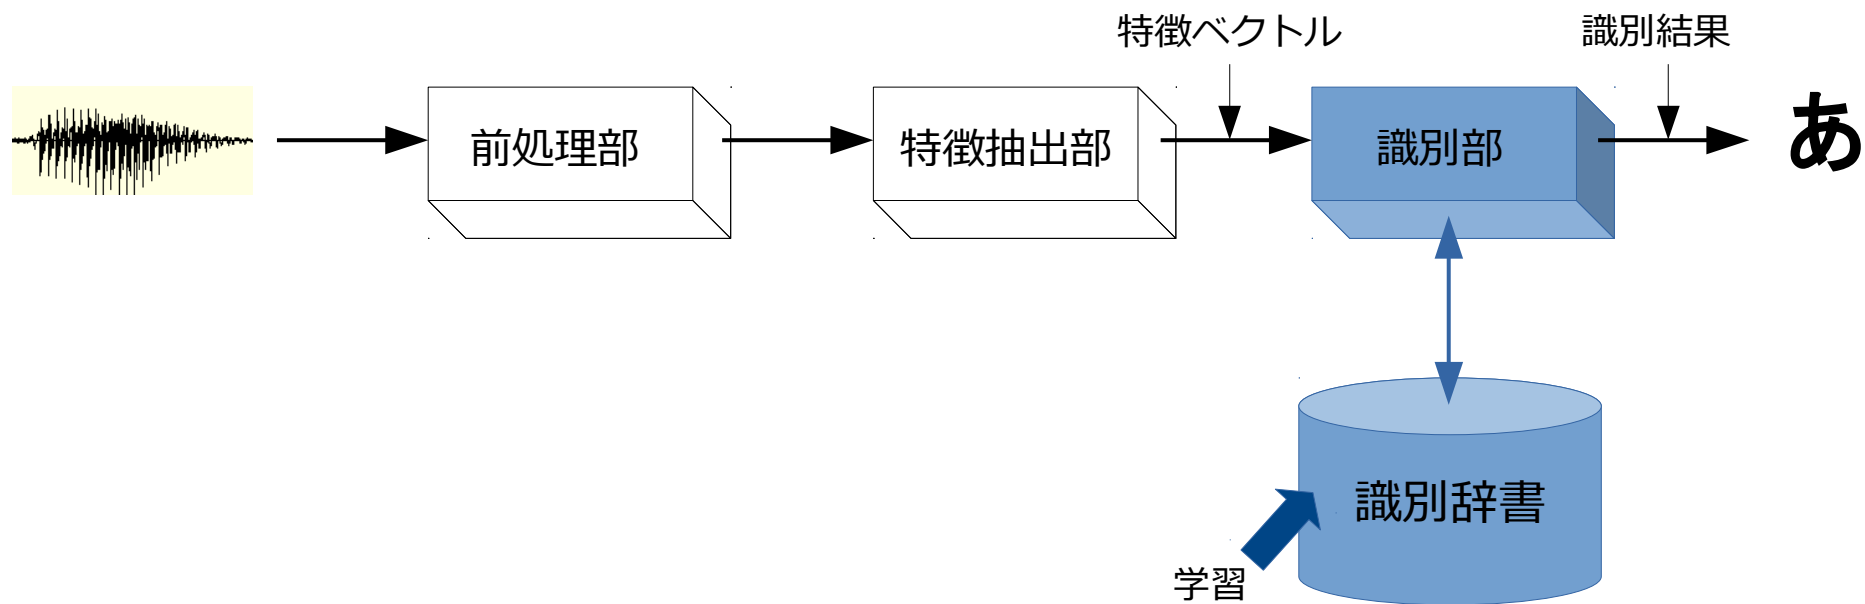 特徴ベクトル
識別結果
前処理部
特徴抽出部
識別部
あ
識別辞書
学習